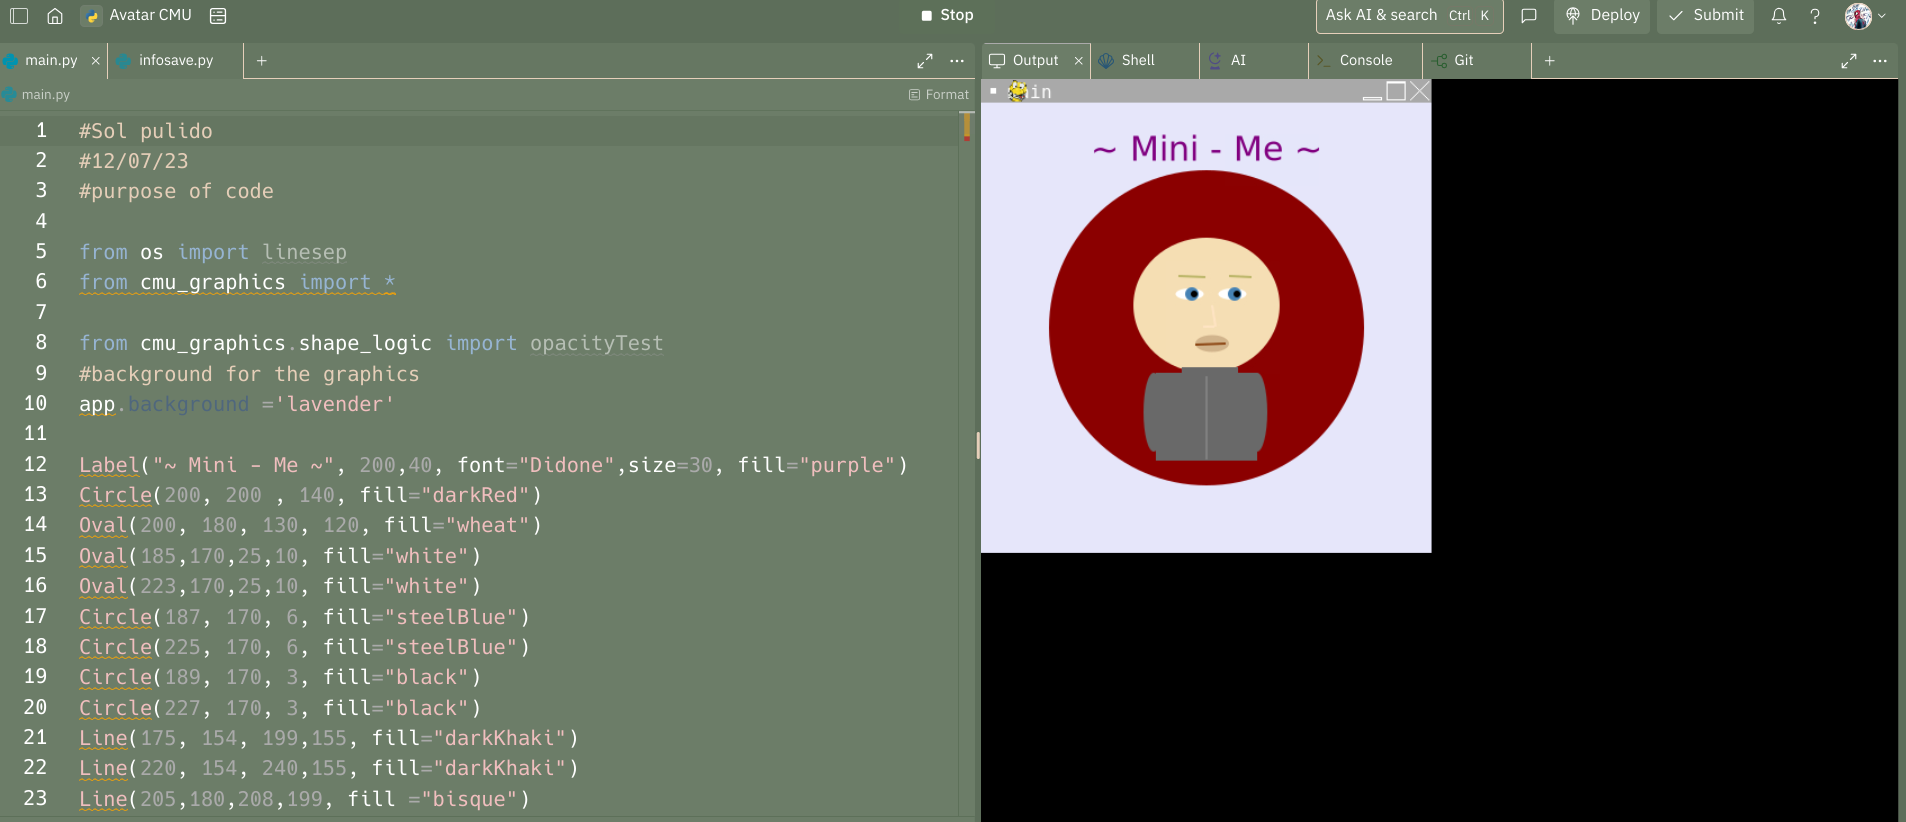 Avatar CMU
Stop
Ask AI & search Ctrl K
Deploy
Submit
main.py
infosave.py
main.py
Format
1 #Sol pulido
2 #12/07/23
3 #purpose of code
4
5 from os import linesep
6 from cmu_graphics import *
7
8 from cmu_graphics.shape_logic import opacityTest
9 #background for the graphics
10 app.background ='lavender'
11
12 Label("~ Mini - Me ~", 200,40, font="Didone",size=30, fill="purple")
13 Circle(200, 200 , 140, fill="darkRed")
14 Oval(200, 180, 130, 120, fill="wheat")
15 Oval(185,170,25,10, fill="white")
16 Oval(223,170,25,10, fill="white")
17 Circle(187, 170, 6, fill="steelBlue")
18 Circle(225, 170, 6, fill="steelBlue")
19 Circle(189, 170, 3, fill="black")
20 Circle(227, 170, 3, fill="black")
21 Line(175, 154, 199,155, fill="darkKhaki")
22 Line(220, 154, 240,155, fill="darkKhaki")
23 Line(205,180,208,199, fill ="bisque")
Output
Shell
AI
Console
Git
~ Mini - Me ~